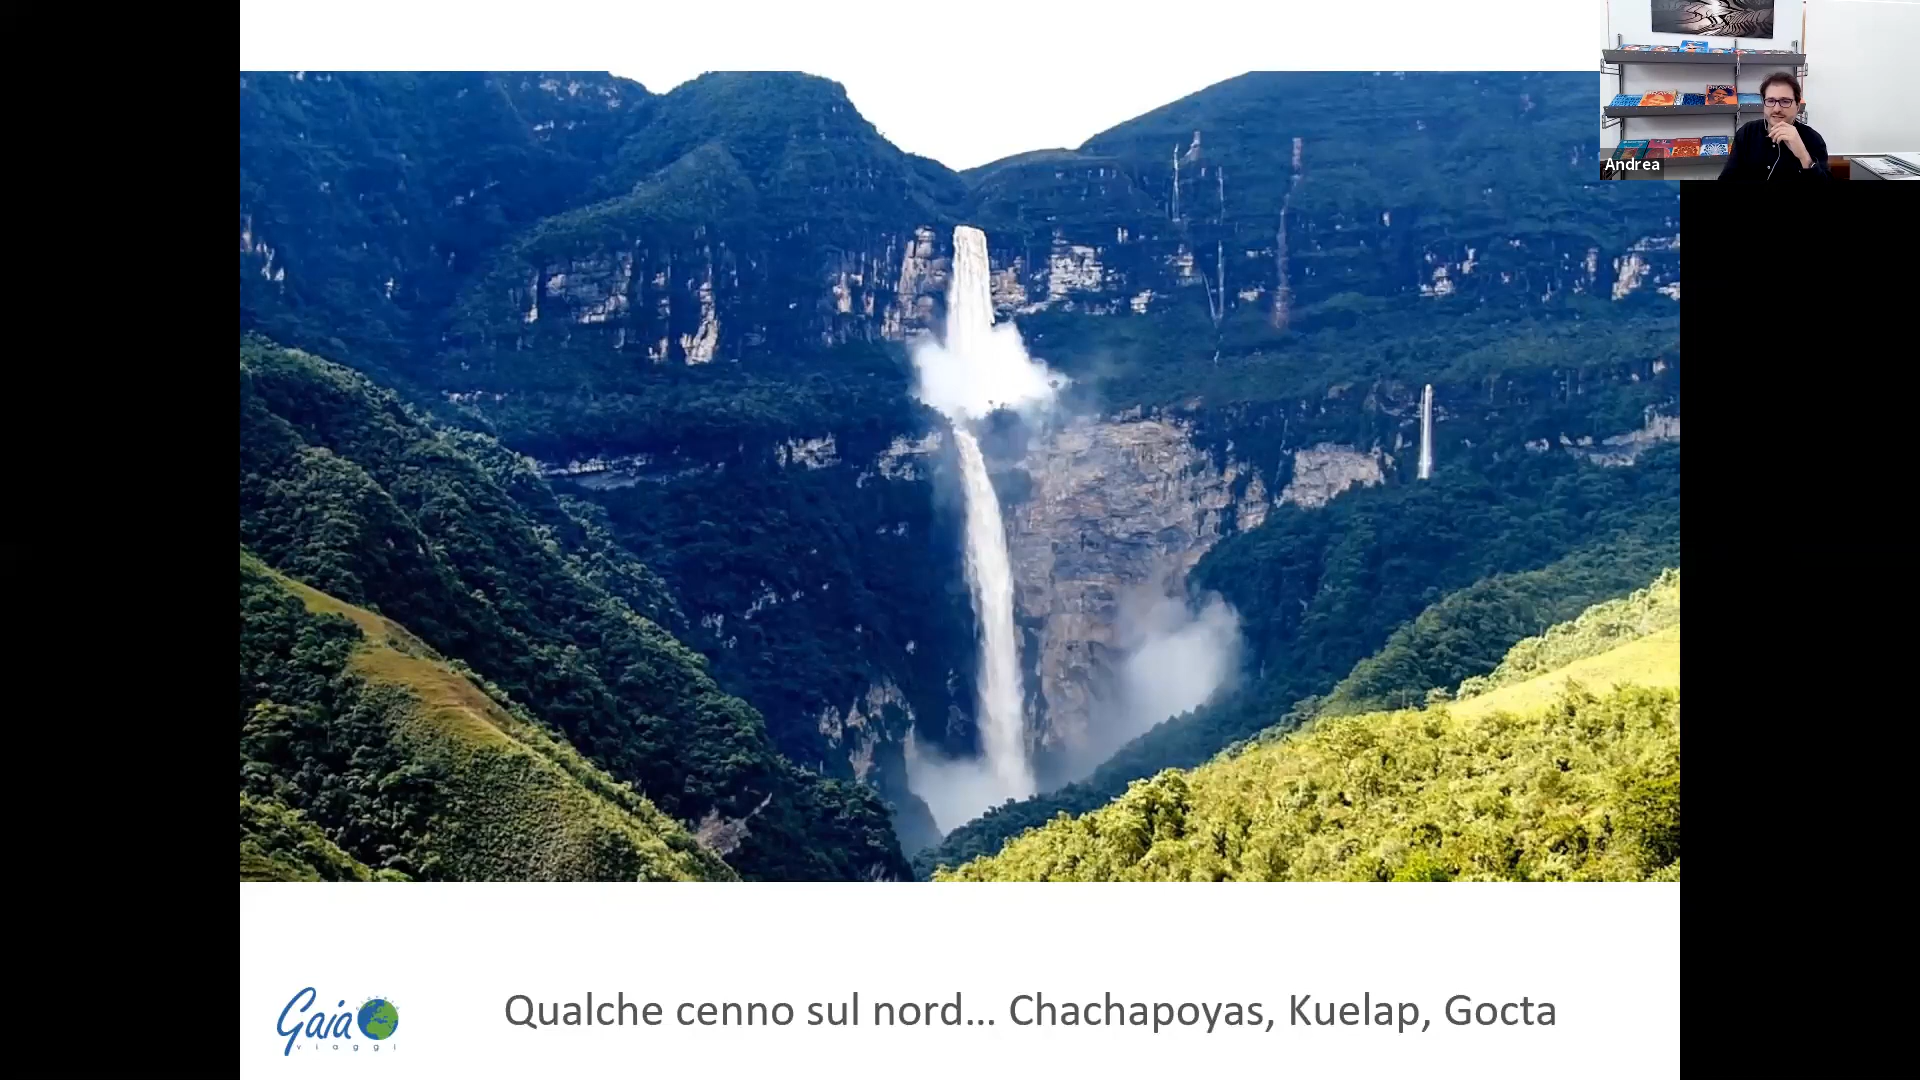 Andrea
Gaia
viaggi
Qualche cenno sul nord... Chachapoyas, Kuelap, Gocta